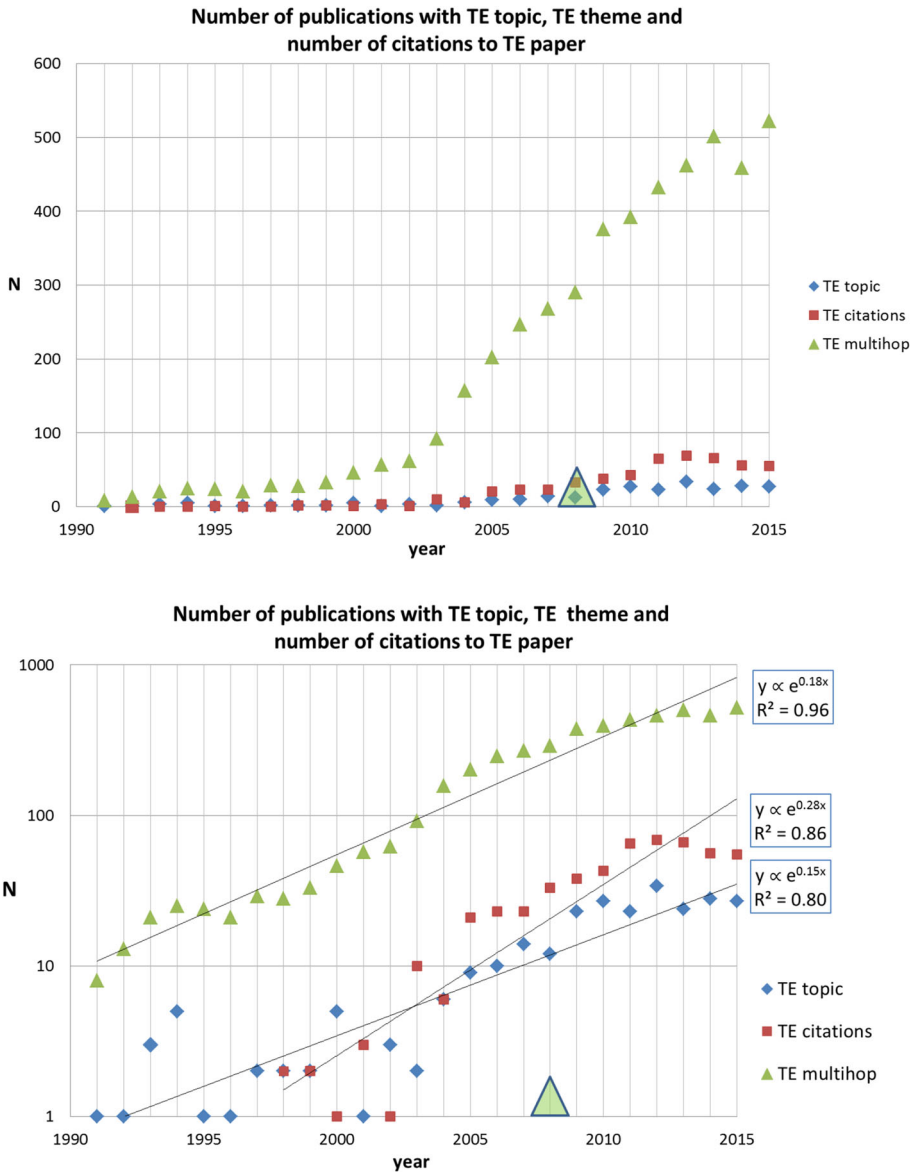 Number of publications with TE topic, TE theme and
number of citations to TE paper
600
500
400
300
200
100
0
N
1990
1995
2000
2005
2010
2015
year
TE topic
TE citations
TE multihop
Number of publications with TE topic, TE theme and
number of citations to TE paper
1000
100
10
1
N
1990
1995
2000
2005
2010
2015
year
y ∝ e^0.18x
R² = 0.96
y ∝ e^0.28x
R² = 0.86
y ∝ e^0.15x
R² = 0.80
TE topic
TE citations
TE multihop